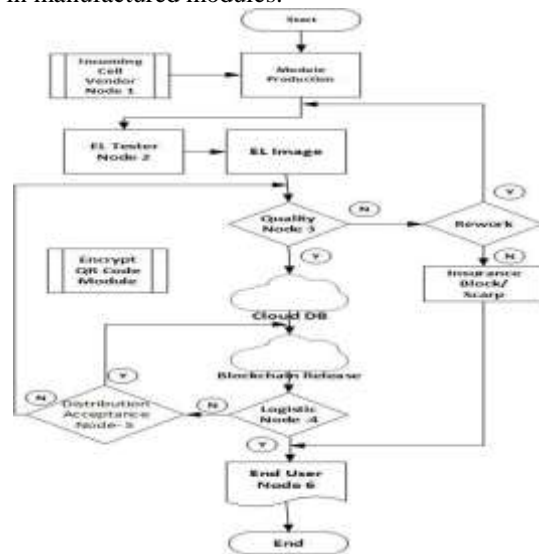 in manufactured modules.
Start
Incoming
Cell
Vendor
Node 1
Module
Production
EL Tester
Node 2
EL Image
Quality
Node 3
N
Rework
Y
N
Y
Encrypt
QR Code
Module
Insurance
Block/
Scarp
Cloud DB
Blockchain Release
Y
N
Distribution
Acceptance
Node- 5
N
Logistic
Node -4
Y
End User
Node 6
End